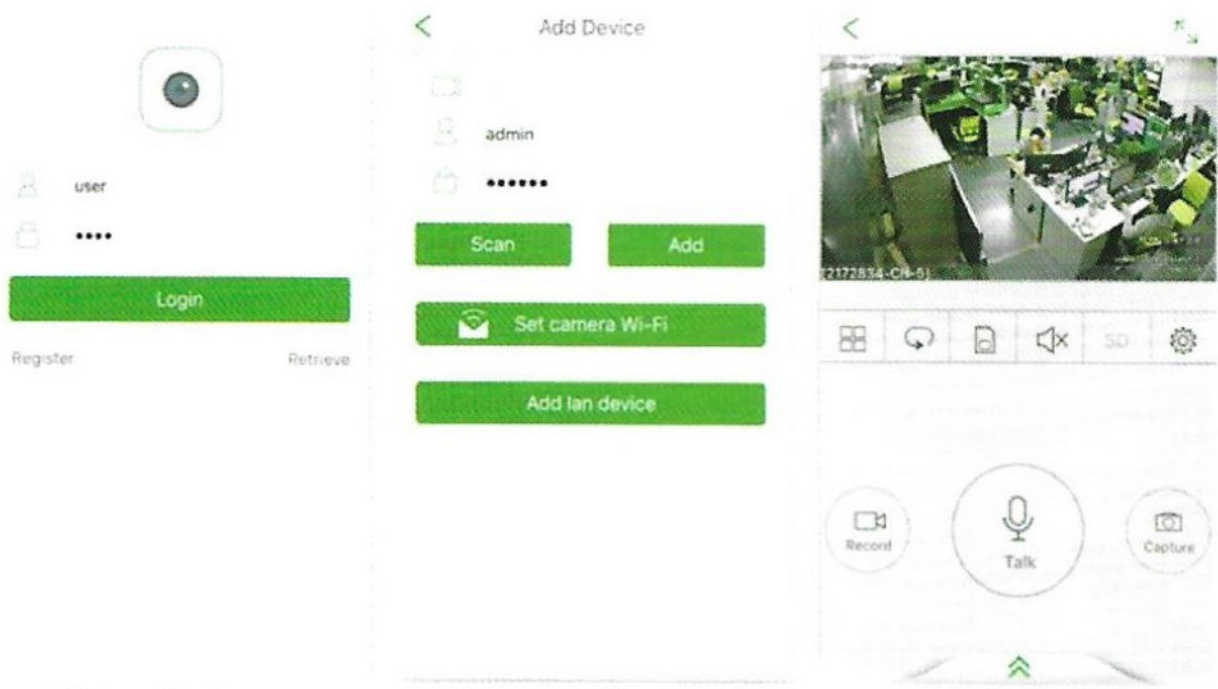 user
••••
Login
Register
Retrieve
Add Device
admin
••••••
Scan
Add
Set camera Wi-Fi
Add lan device
SD
Record
Talk
Capture